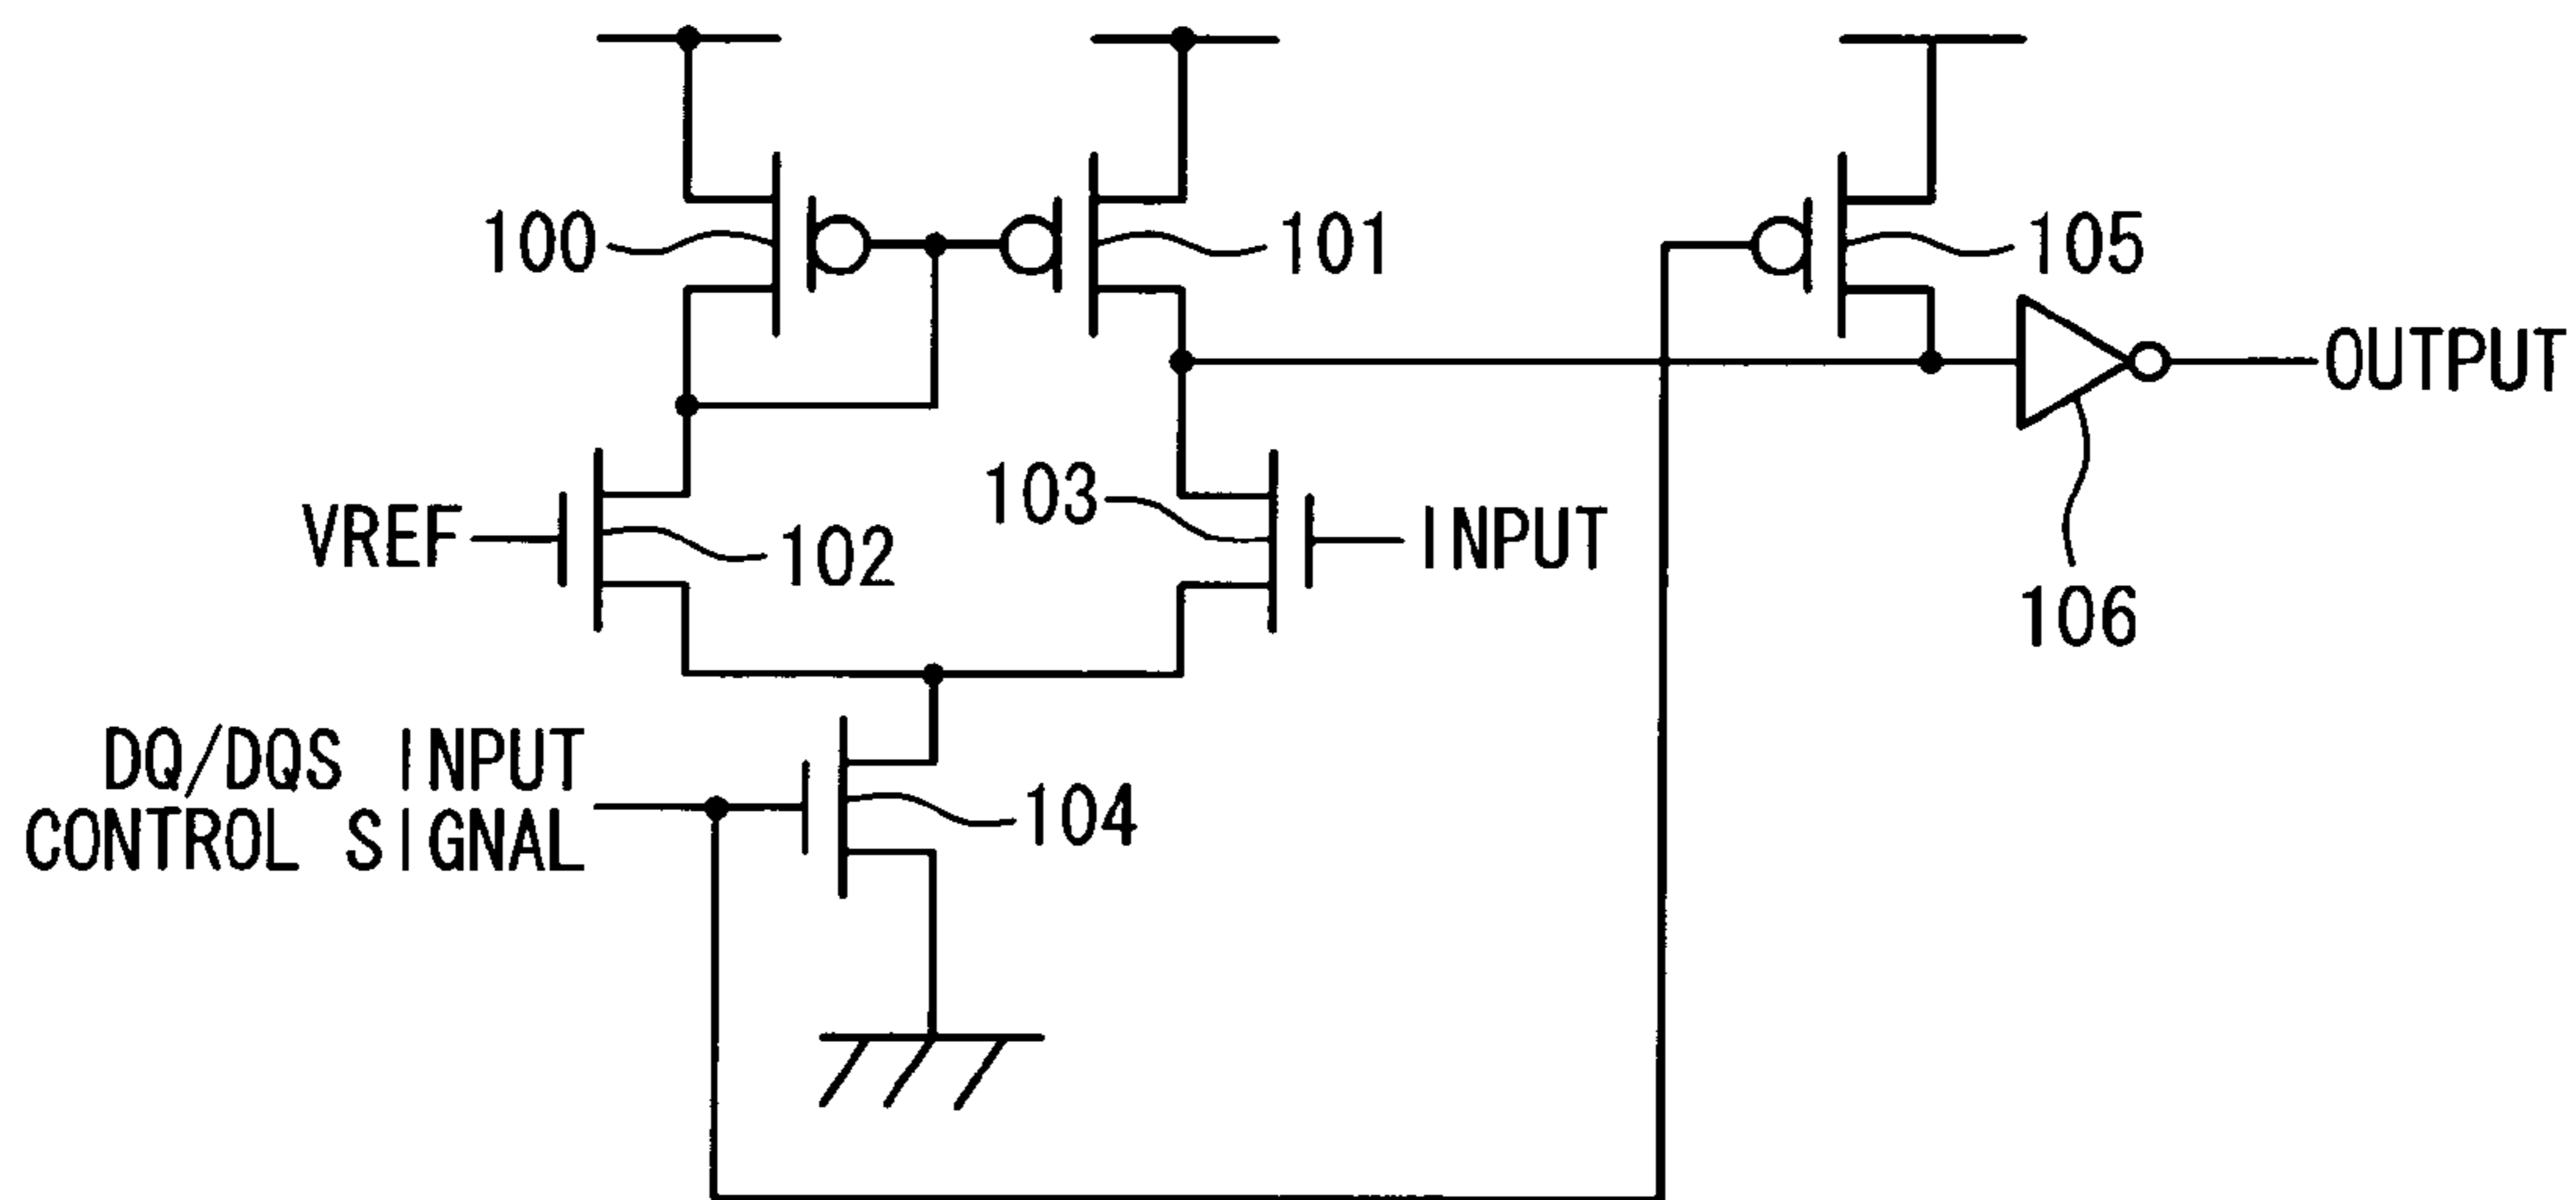 100
101
105
OUTPUT
103
VREF
102
INPUT
106
DQ/DQS INPUT
CONTROL SIGNAL
104